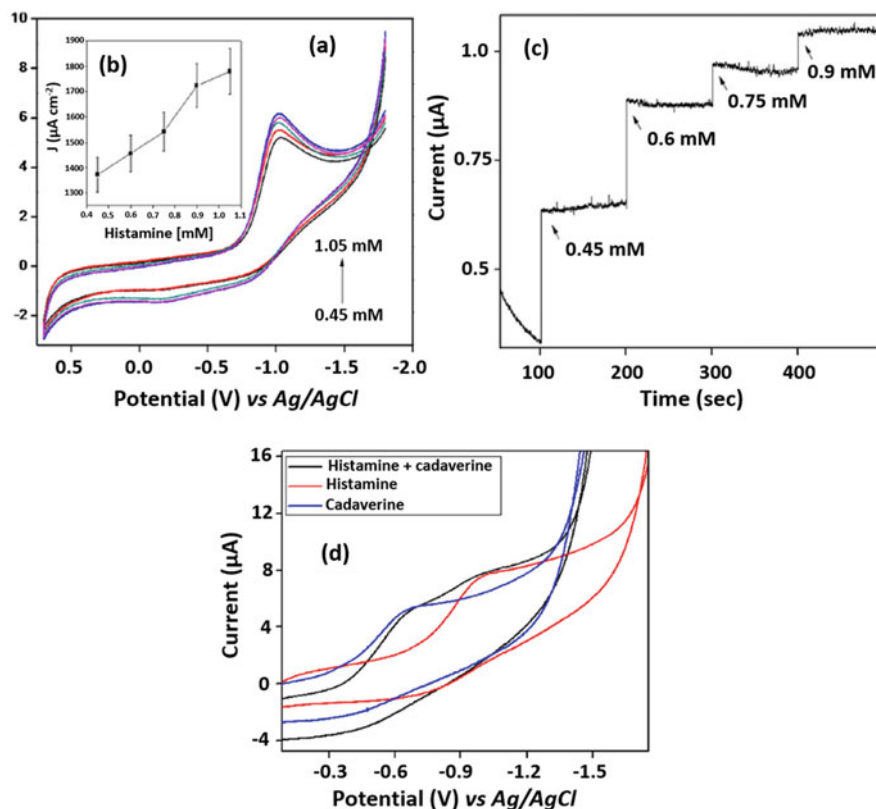 (a)
10
8
6
4
2
0
-2
0.5
0.0
-0.5
-1.0
-1.5
-2.0
Potential (V) vs Ag/AgCl
1.05 mM
0.45 mM
(b)
J (µA cm⁻²)
1900
1800
1700
1600
1500
1400
1300
0.4 0.5 0.6 0.7 0.8 0.9 1.0 1.1
Histamine [mM]
(c)
Current (µA)
1.0
0.75
0.5
0.9 mM
0.75 mM
0.6 mM
0.45 mM
100 200 300 400
Time (sec)
Histamine + cadaverine
Histamine
Cadaverine
(d)
Current (µA)
16
12
8
4
0
-4
-0.3 -0.6 -0.9 -1.2 -1.5
Potential (V) vs Ag/AgCl